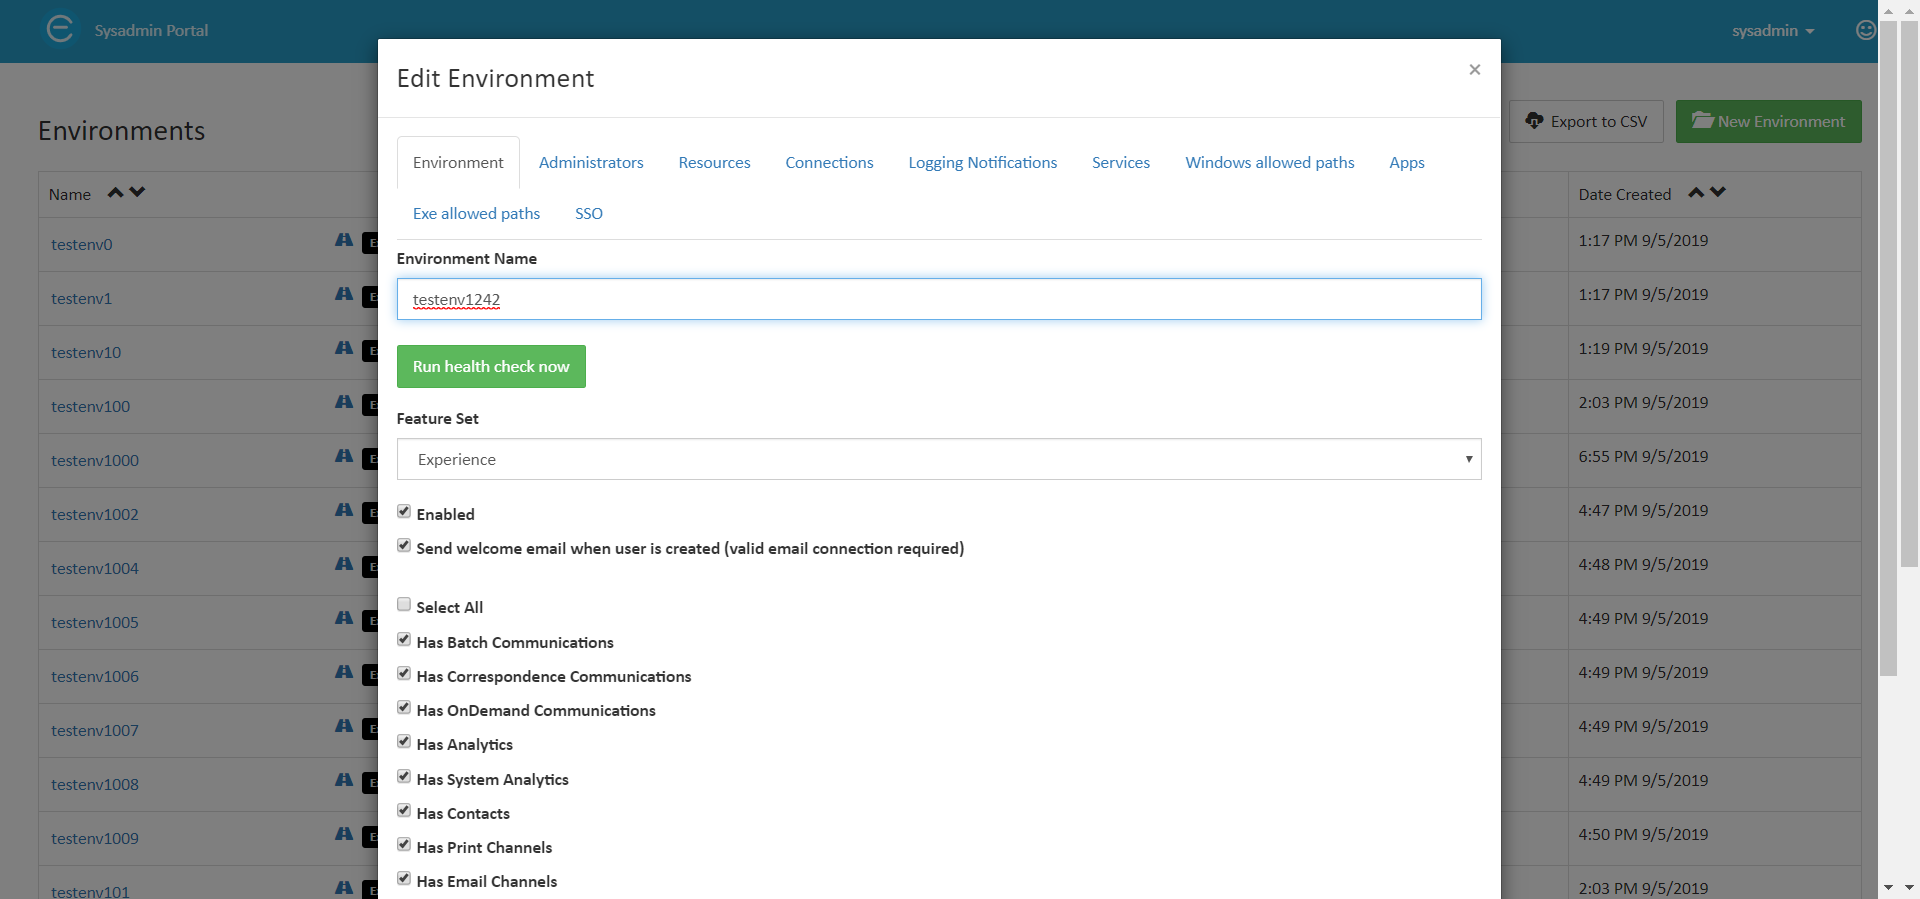 Sysadmin Portal
sysadmin
Edit Environment
×
Environments
Export to CSV
New Environment
Environment
Administrators
Resources
Connections
Logging Notifications
Services
Windows allowed paths
Apps
Exe allowed paths
SSO
Name
Date Created
Environment Name
testenv1242
Run health check now
Feature Set
Experience
Enabled
Send welcome email when user is created (valid email connection required)
Select All
Has Batch Communications
Has Correspondence Communications
Has OnDemand Communications
Has Analytics
Has System Analytics
Has Contacts
Has Print Channels
Has Email Channels
testenv0
1:17 PM 9/5/2019
testenv1
1:17 PM 9/5/2019
testenv10
1:19 PM 9/5/2019
testenv100
2:03 PM 9/5/2019
testenv1000
6:55 PM 9/5/2019
testenv1002
4:47 PM 9/5/2019
testenv1004
4:48 PM 9/5/2019
testenv1005
4:49 PM 9/5/2019
testenv1006
4:49 PM 9/5/2019
testenv1007
4:49 PM 9/5/2019
testenv1008
4:49 PM 9/5/2019
testenv1009
4:50 PM 9/5/2019
testenv101
2:03 PM 9/5/2019